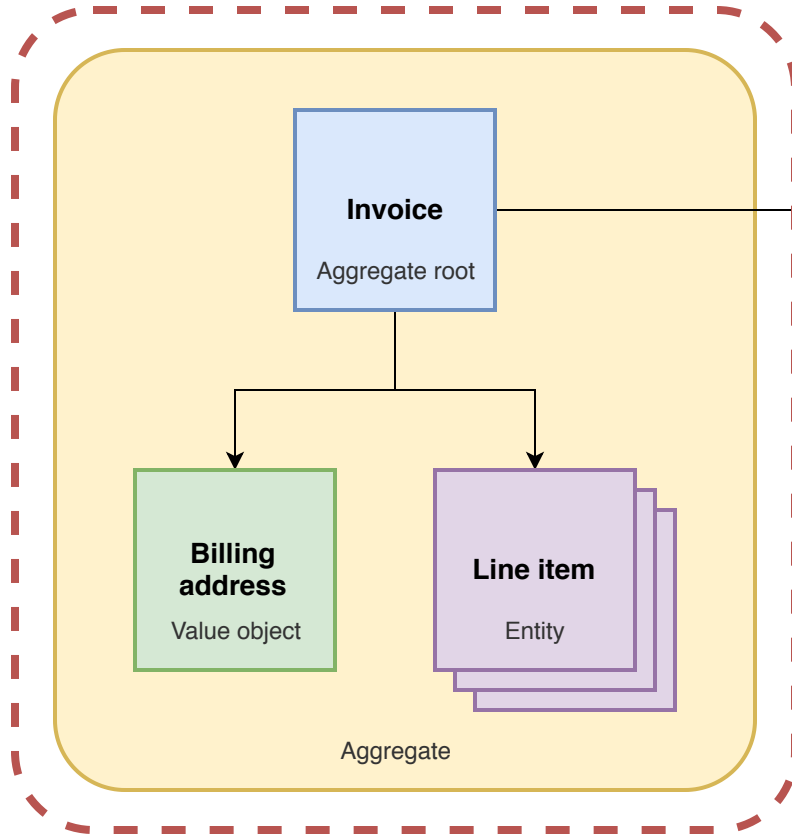 Invoice
Aggregate root
Billing
address
Value object
Line item
Entity
Aggregate